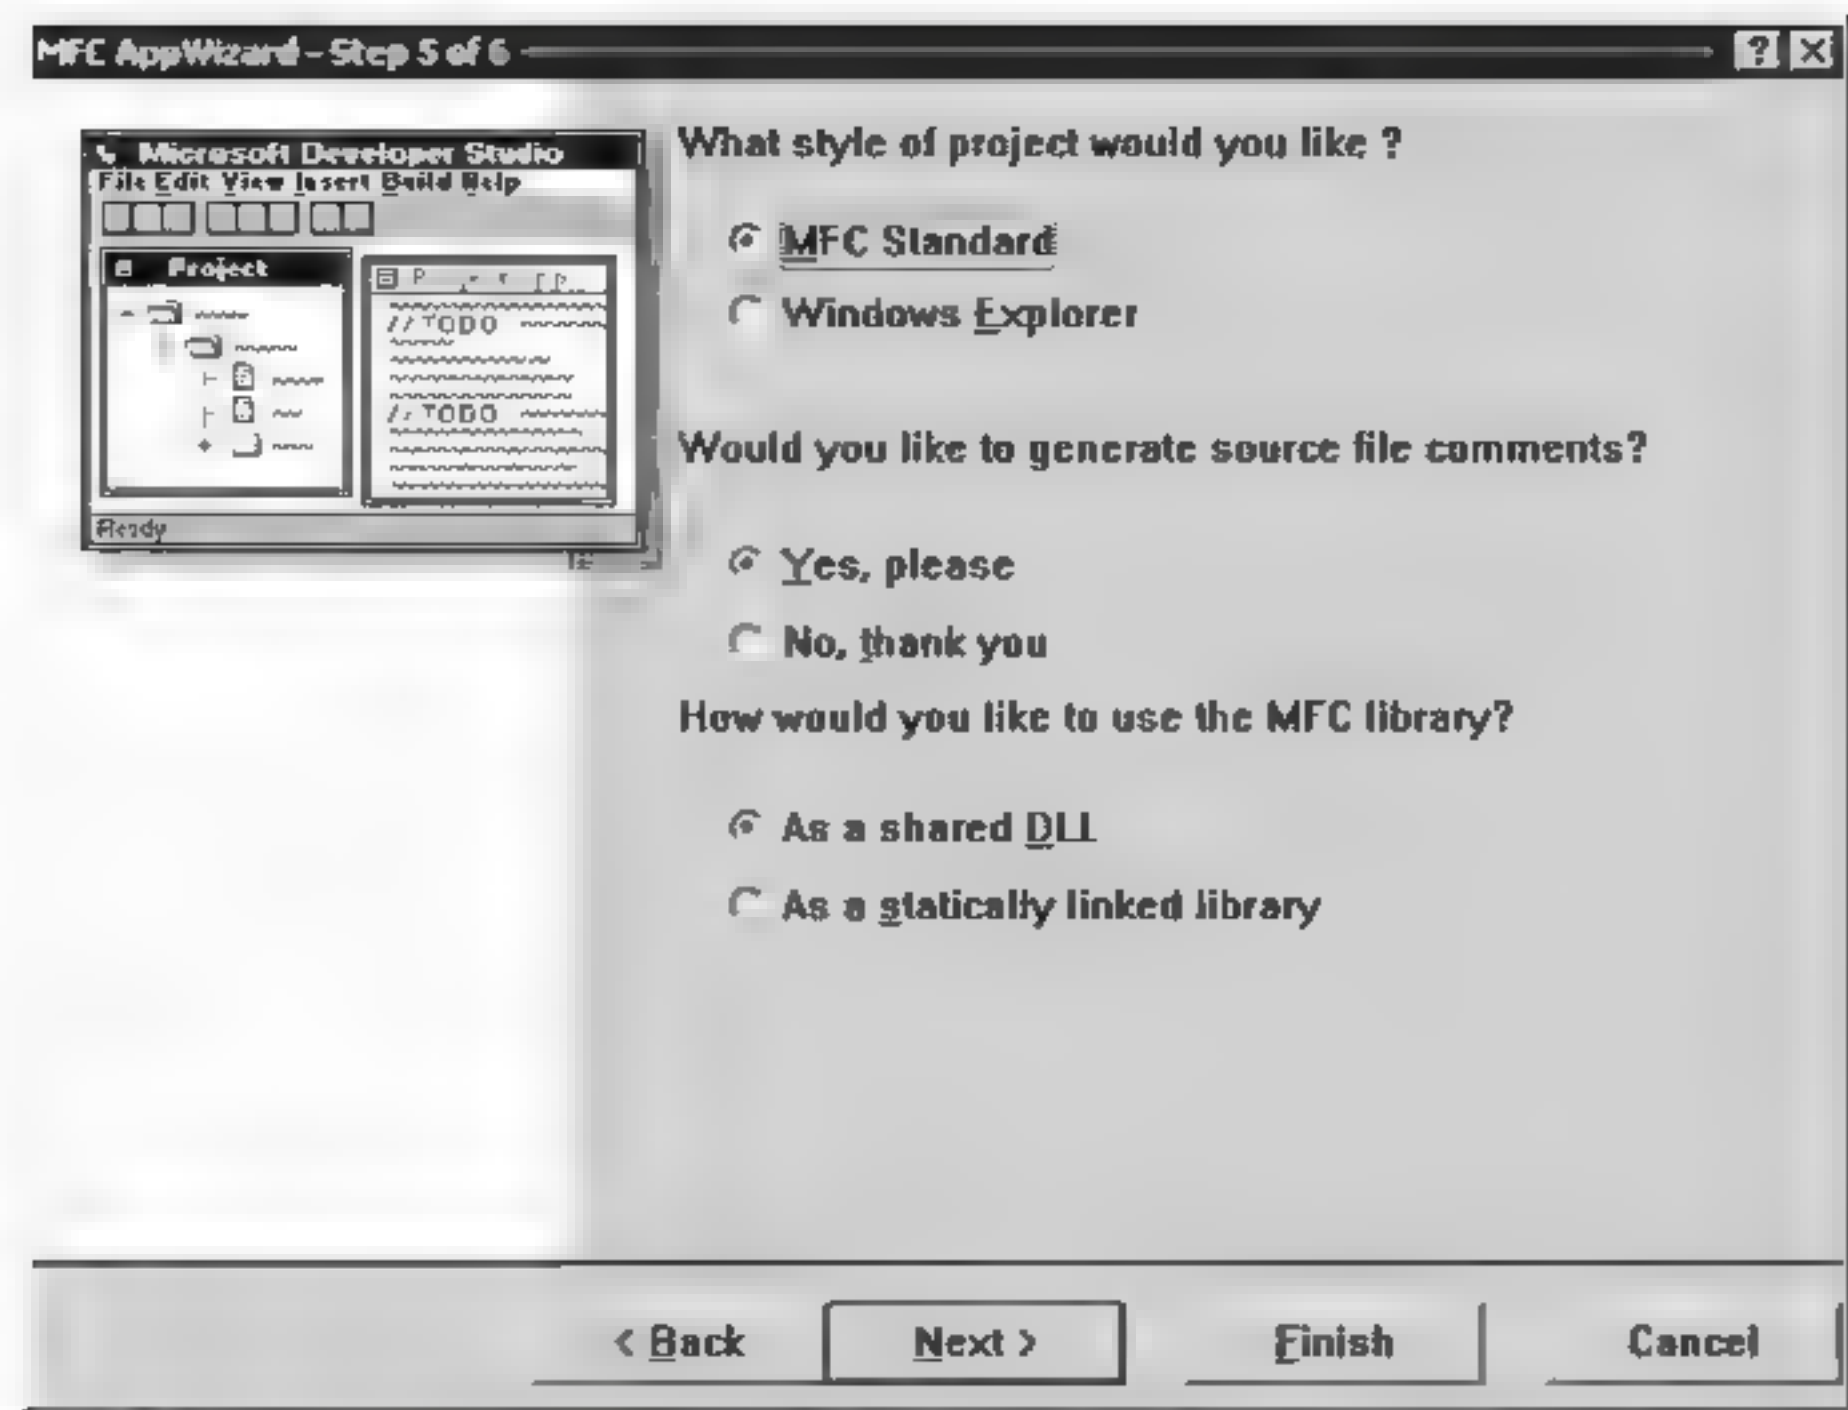 MFC AppWizard - Step 5 of 6
Microsoft Developer Studio
File Edit View Insert Build Help
Project
// TODO
// TODO
Ready
What style of project would you like ?
MFC Standard
Windows Explorer
Would you like to generate source file comments?
Yes, please
No, thank you
How would you like to use the MFC library?
As a shared DLL
As a statically linked library
< Back
Next >
Finish
Cancel